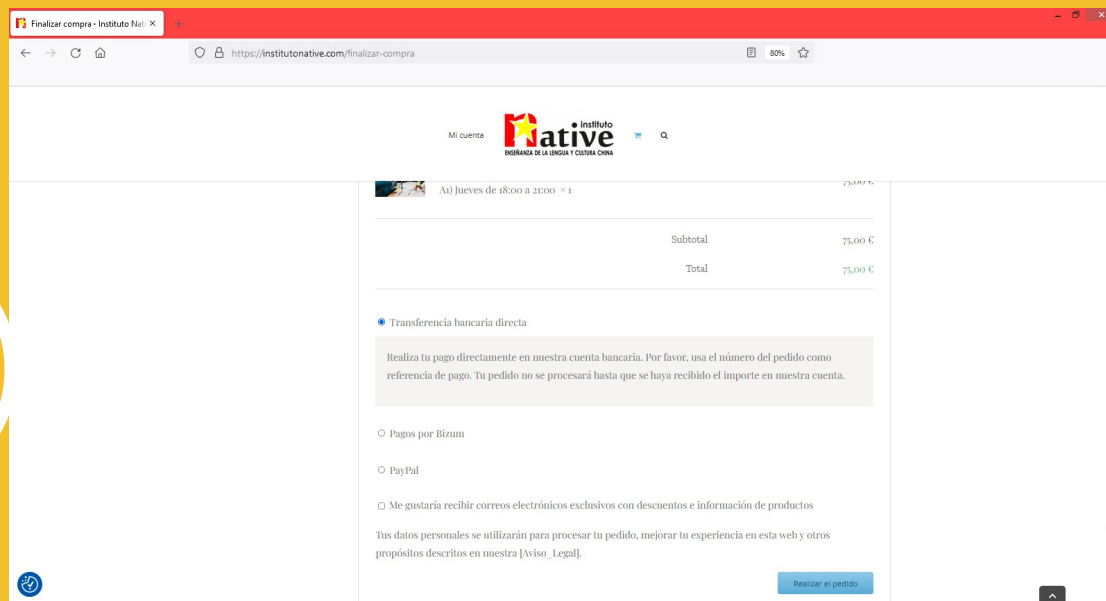 Finalizar compra - Instituto Nati
https://institutonative.com/finalizar-compra
80%
Mi cuenta
instituto
Native
ENSEÑANZA DE LA LENGUA Y CULTURA CHINA
A1) Jueves de 18:00 a 21:00 × 1
75,00 €
Subtotal
75,00 €
Total
75,00 €
Transferencia bancaria directa
Realiza tu pago directamente en nuestra cuenta bancaria. Por favor, usa el número del pedido como
referencia de pago. Tu pedido no se procesará hasta que se haya recibido el importe en nuestra cuenta.
Pagos por Bizum
PayPal
Me gustaría recibir correos electrónicos exclusivos con descuentos e información de productos
Tus datos personales se utilizarán para procesar tu pedido, mejorar tu experiencia en esta web y otros
propósitos descritos en nuestra [Aviso_Legal].
Realizar el pedido